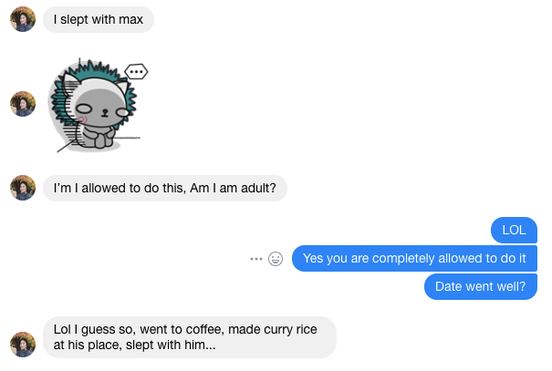 I slept with max
I'm I allowed to do this, Am I am adult?
LOL
Yes you are completely allowed to do it
Date went well?
Lol I guess so, went to coffee, made curry rice
at his place, slept with him...